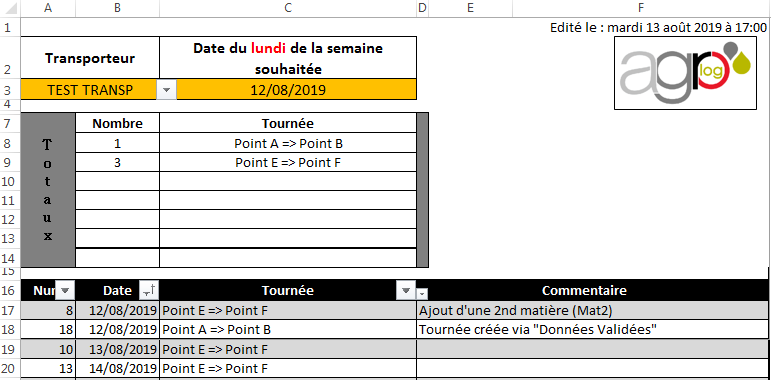 A B C D E F
1 Edité le : mardi 13 août 2019 à 17:00
2 Transporteur Date du lundi de la semaine
souhaitée
agro log
3 TEST TRANSP 12/08/2019
4
7 Totaux Nombre Tournée
8 1 Point A => Point B
9 3 Point E => Point F
10
11
12
13
14
15
16 Nur Date Tournée Commentaire
17 8 12/08/2019 Point E => Point F Ajout d'une 2nd matière (Mat2)
18 18 12/08/2019 Point A => Point B Tournée créée via "Données Validées"
19 10 13/08/2019 Point E => Point F
20 13 14/08/2019 Point E => Point F